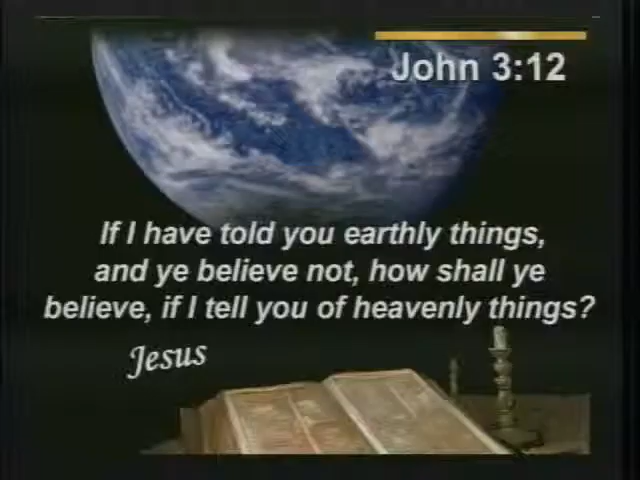 John 3:12
If I have told you earthly things,
and ye believe not, how shall ye
believe, if I tell you of heavenly things?
Jesus